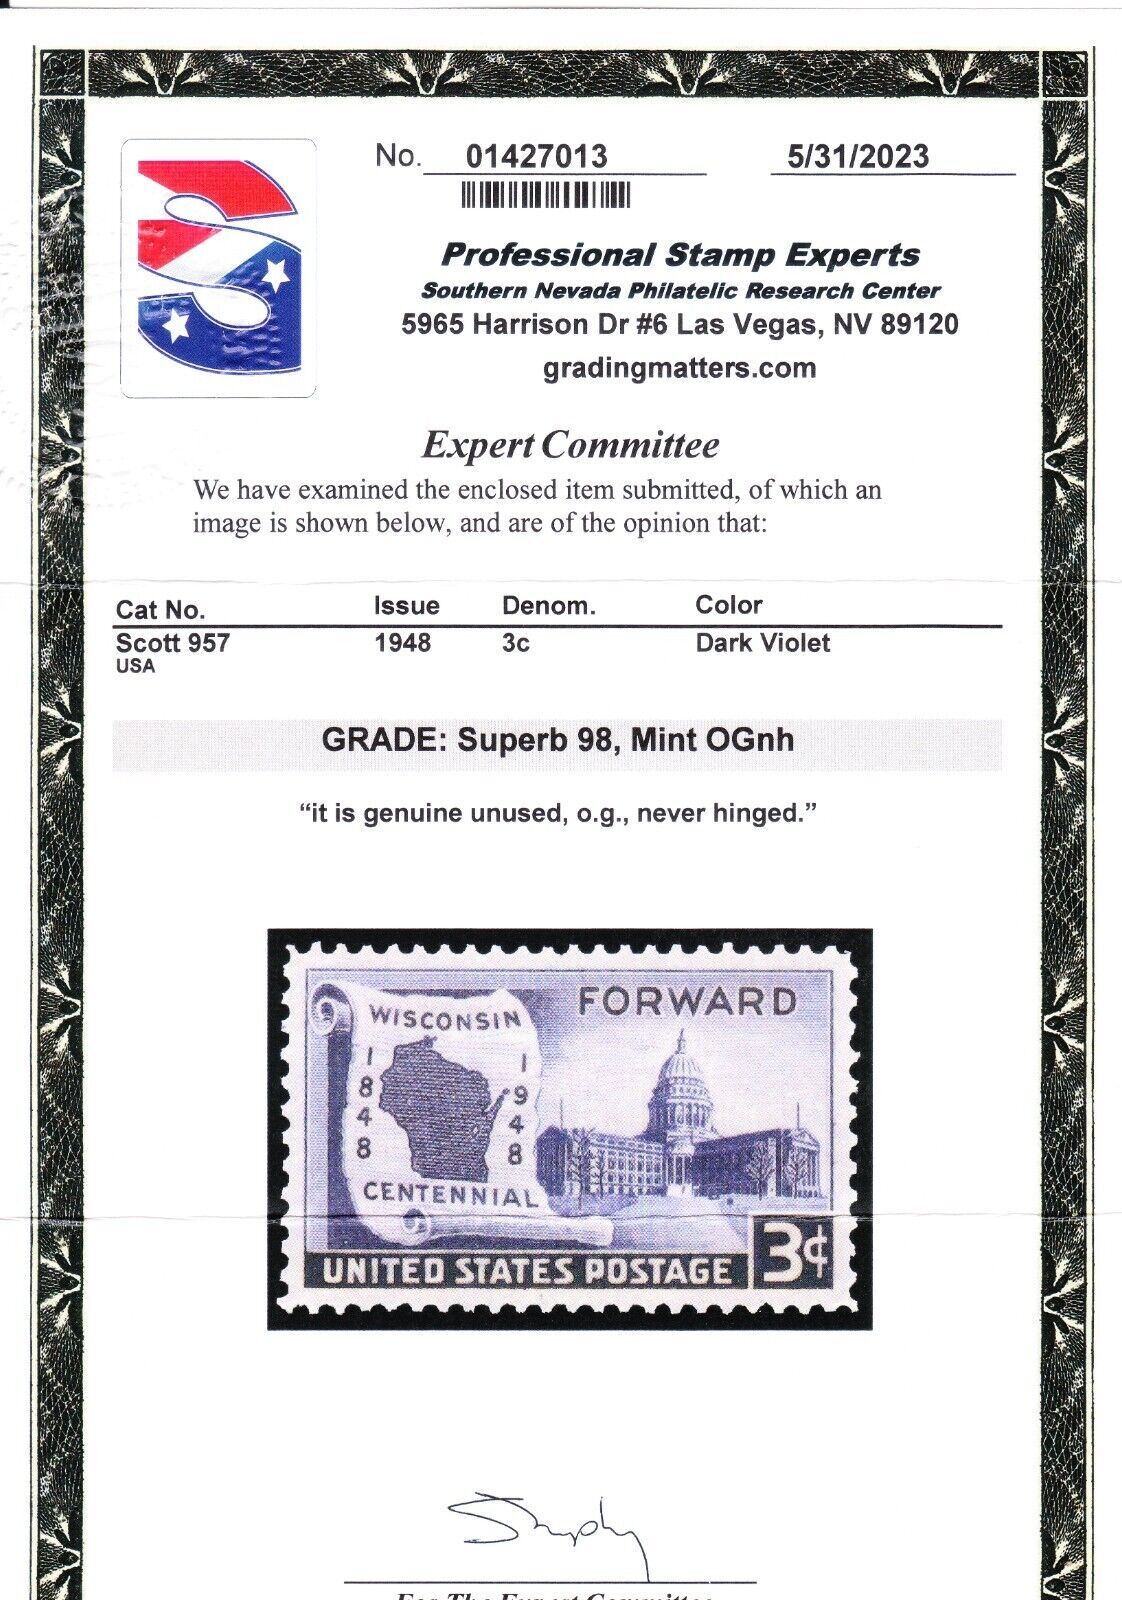 No. 01427013 5/31/2023
Professional Stamp Experts
Southern Nevada Philatelic Research Center
5965 Harrison Dr #6 Las Vegas, NV 89120
gradingmatters.com
Expert Committee
We have examined the enclosed item submitted, of which an
image is shown below, and are of the opinion that:
Cat No. Issue Denom. Color
Scott 957 1948 3c Dark Violet
USA
GRADE: Superb 98, Mint OGnh
“it is genuine unused, o.g., never hinged.”
FORWARD
WISCONSIN
1848
1948
CENTENNIAL
3¢
UNITED STATES POSTAGE
For The Expert Committee